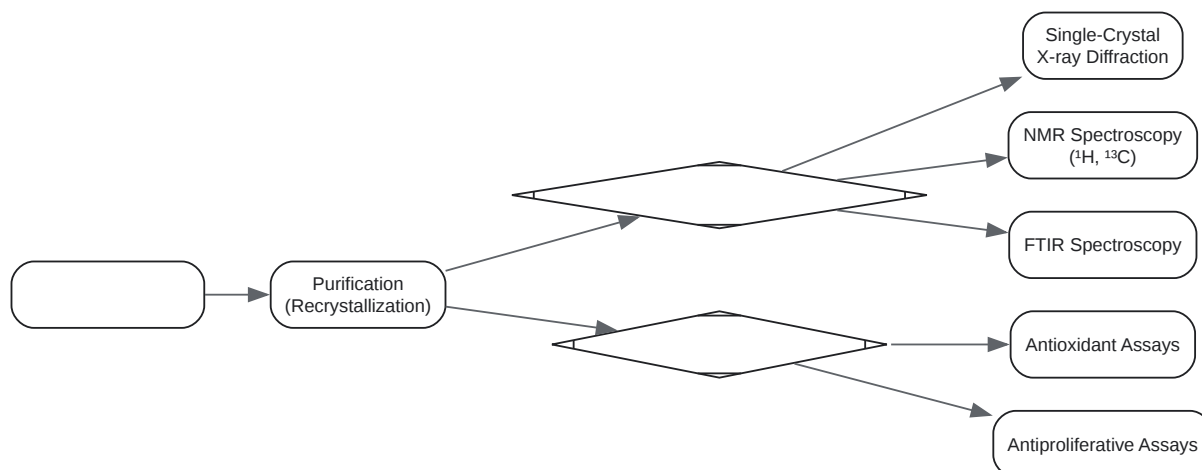 Single-Crystal
X-ray Diffraction
NMR Spectroscopy
(¹H, ¹³C)
FTIR Spectroscopy
Purification
(Recrystallization)
Antioxidant Assays
Antiproliferative Assays